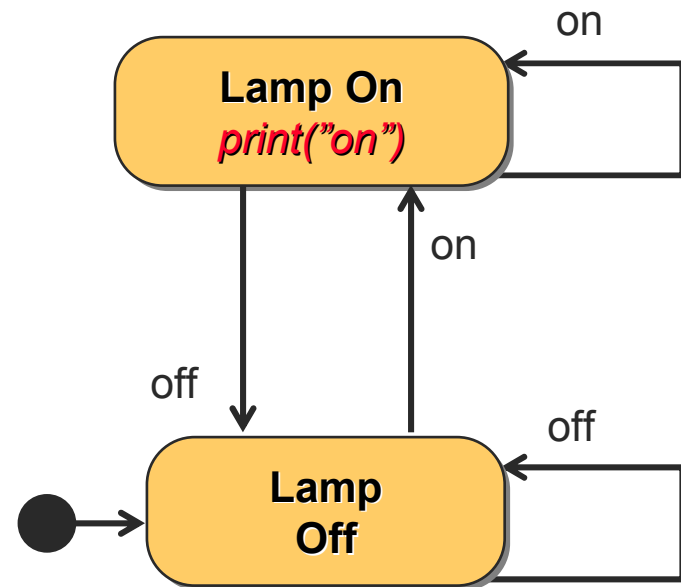 on
Lamp On
print(”on”)
on
off
off
Lamp
Off